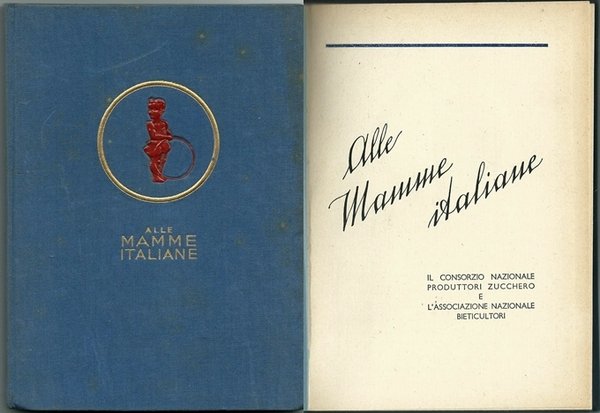 ALLE
MAMME
ITALIANE
Alle
Mamme
italiane
IL CONSORZIO NAZIONALE
PRODUTTORI ZUCCHERO
E
L'ASSOCIAZIONE NAZIONALE
BIETICULTORI